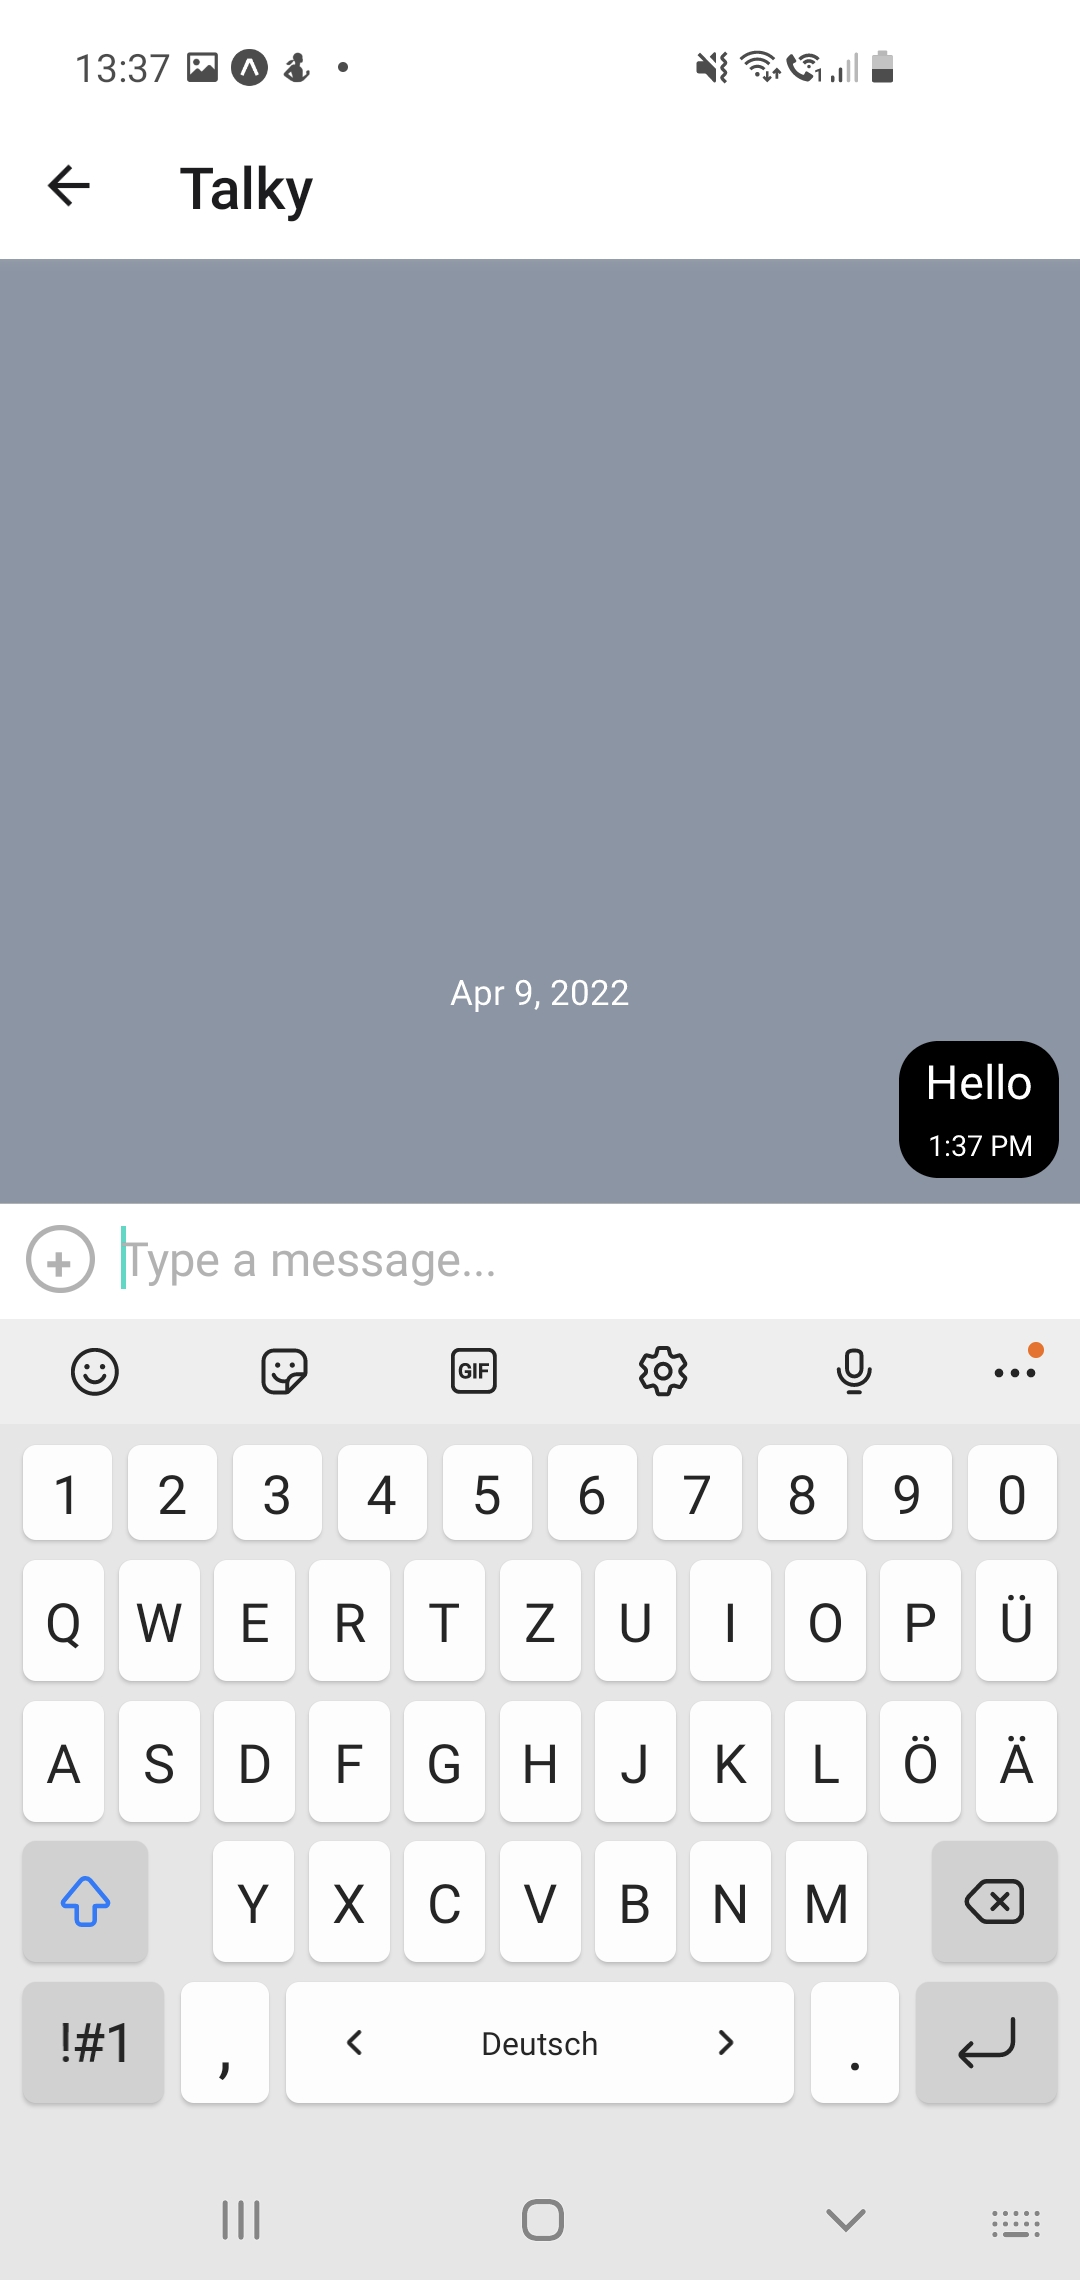 13:37
Talky
Apr 9, 2022
Hello
1:37 PM
Type a message...
GIF
1 2 3 4 5 6 7 8 9 0
Q W E R T Z U I O P Ü
A S D F G H J K L Ö Ä
Y X C V B N M
!#1 , Deutsch .